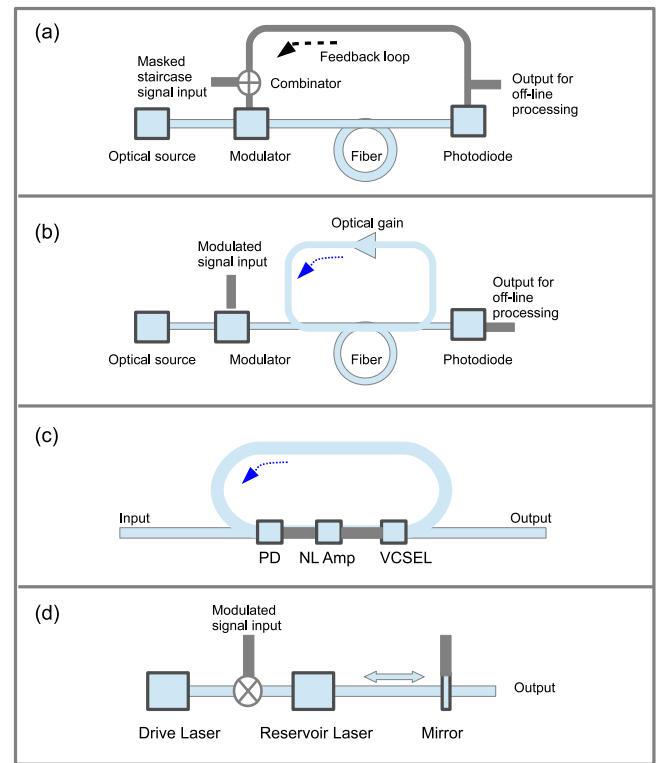 (a)
Feedback loop
Masked
staircase
signal input
Combinator
Output for
off-line
processing
Optical source
Modulator
Fiber
Photodiode
(b)
Optical gain
Modulated
signal input
Output for
off-line
processing
Optical source
Modulator
Fiber
Photodiode
(c)
Input
Output
PD
NL Amp
VCSEL
(d)
Modulated
signal input
Output
Drive Laser
Reservoir Laser
Mirror